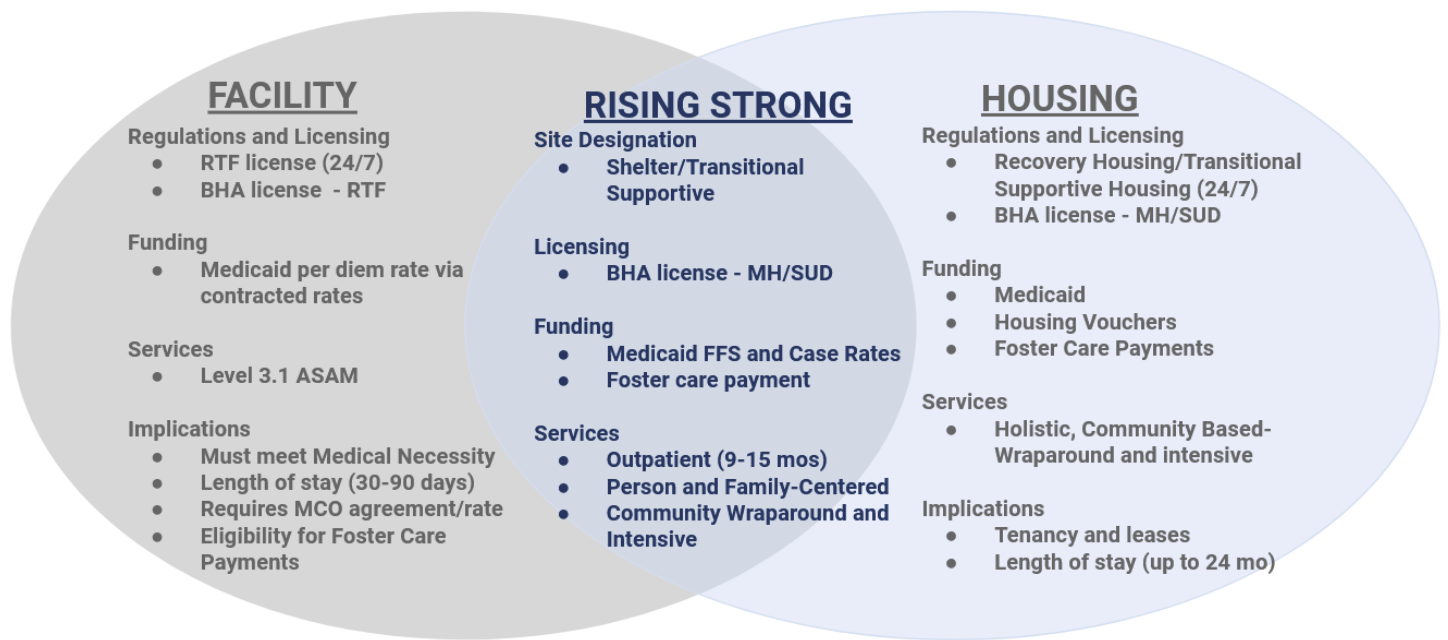 FACILITY
Regulations and Licensing
● RTF license (24/7)
● BHA license - RTF
Funding
● Medicaid per diem rate via
contracted rates
Services
● Level 3.1 ASAM
Implications
● Must meet Medical Necessity
● Length of stay (30-90 days)
● Requires MCO agreement/rate
● Eligibility for Foster Care
Payments
RISING STRONG
Site Designation
● Shelter/Transitional
Supportive
Licensing
● BHA license - MH/SUD
Funding
● Medicaid FFS and Case Rates
● Foster care payment
Services
● Outpatient (9-15 mos)
● Person and Family-Centered
● Community Wraparound and
Intensive
HOUSING
Regulations and Licensing
● Recovery Housing/Transitional
Supportive Housing (24/7)
● BHA license - MH/SUD
Funding
● Medicaid
● Housing Vouchers
● Foster Care Payments
Services
● Holistic, Community Based-
Wraparound and intensive
Implications
● Tenancy and leases
● Length of stay (up to 24 mo)